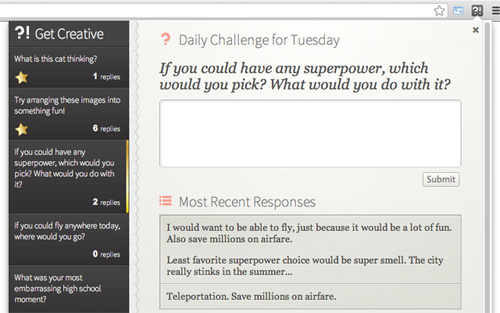 ?! Get Creative
What is this cat thinking?
1 replies
Try arranging these images into
something fun!
6 replies
If you could have any
superpower, which would you
pick? What would you do with
it?
2 replies
If you could fly anywhere today,
where would you go?
0 replies
What was your most
embarrassing high school
moment?
?!
? Daily Challenge for Tuesday
If you could have any superpower, which
would you pick? What would you do with it?
Submit
Most Recent Responses
I would want to be able to fly, just because it would be a lot of fun.
Also save millions on airfare.
Least favorite superpower choice would be super smell. The city
really stinks in the summer...
Teleportation. Save millions on airfare.